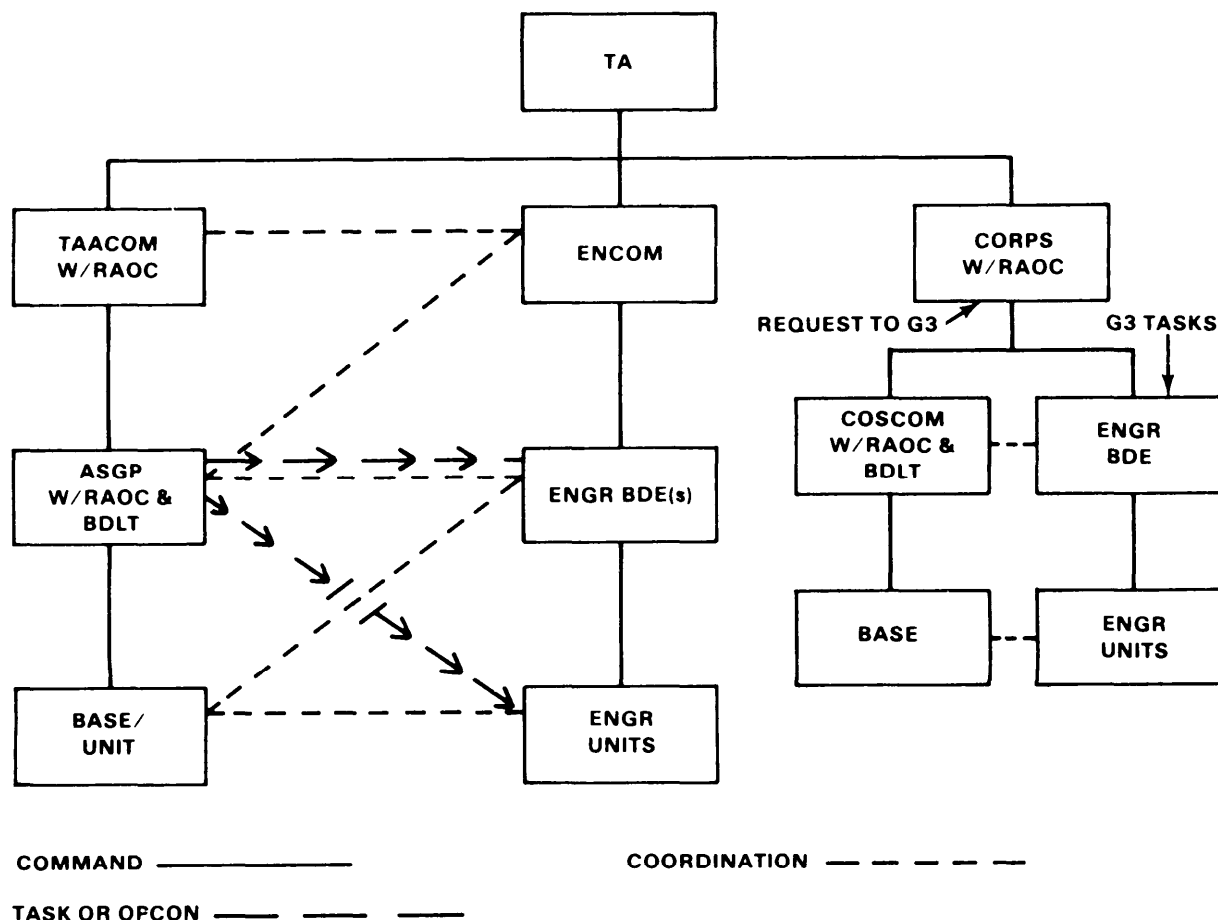 TA
TAACOM
W/RAOC
ENCOM
CORPS
W/RAOC
REQUEST TO G3
G3 TASKS
COSCOM
W/RAOC &
BDLT
ENGR
BDE
ASGP
W/RAOC &
BDLT
ENGR BDE(s)
BASE
ENGR
UNITS
BASE/
UNIT
ENGR
UNITS
COMMAND
COORDINATION
TASK OR OPCON